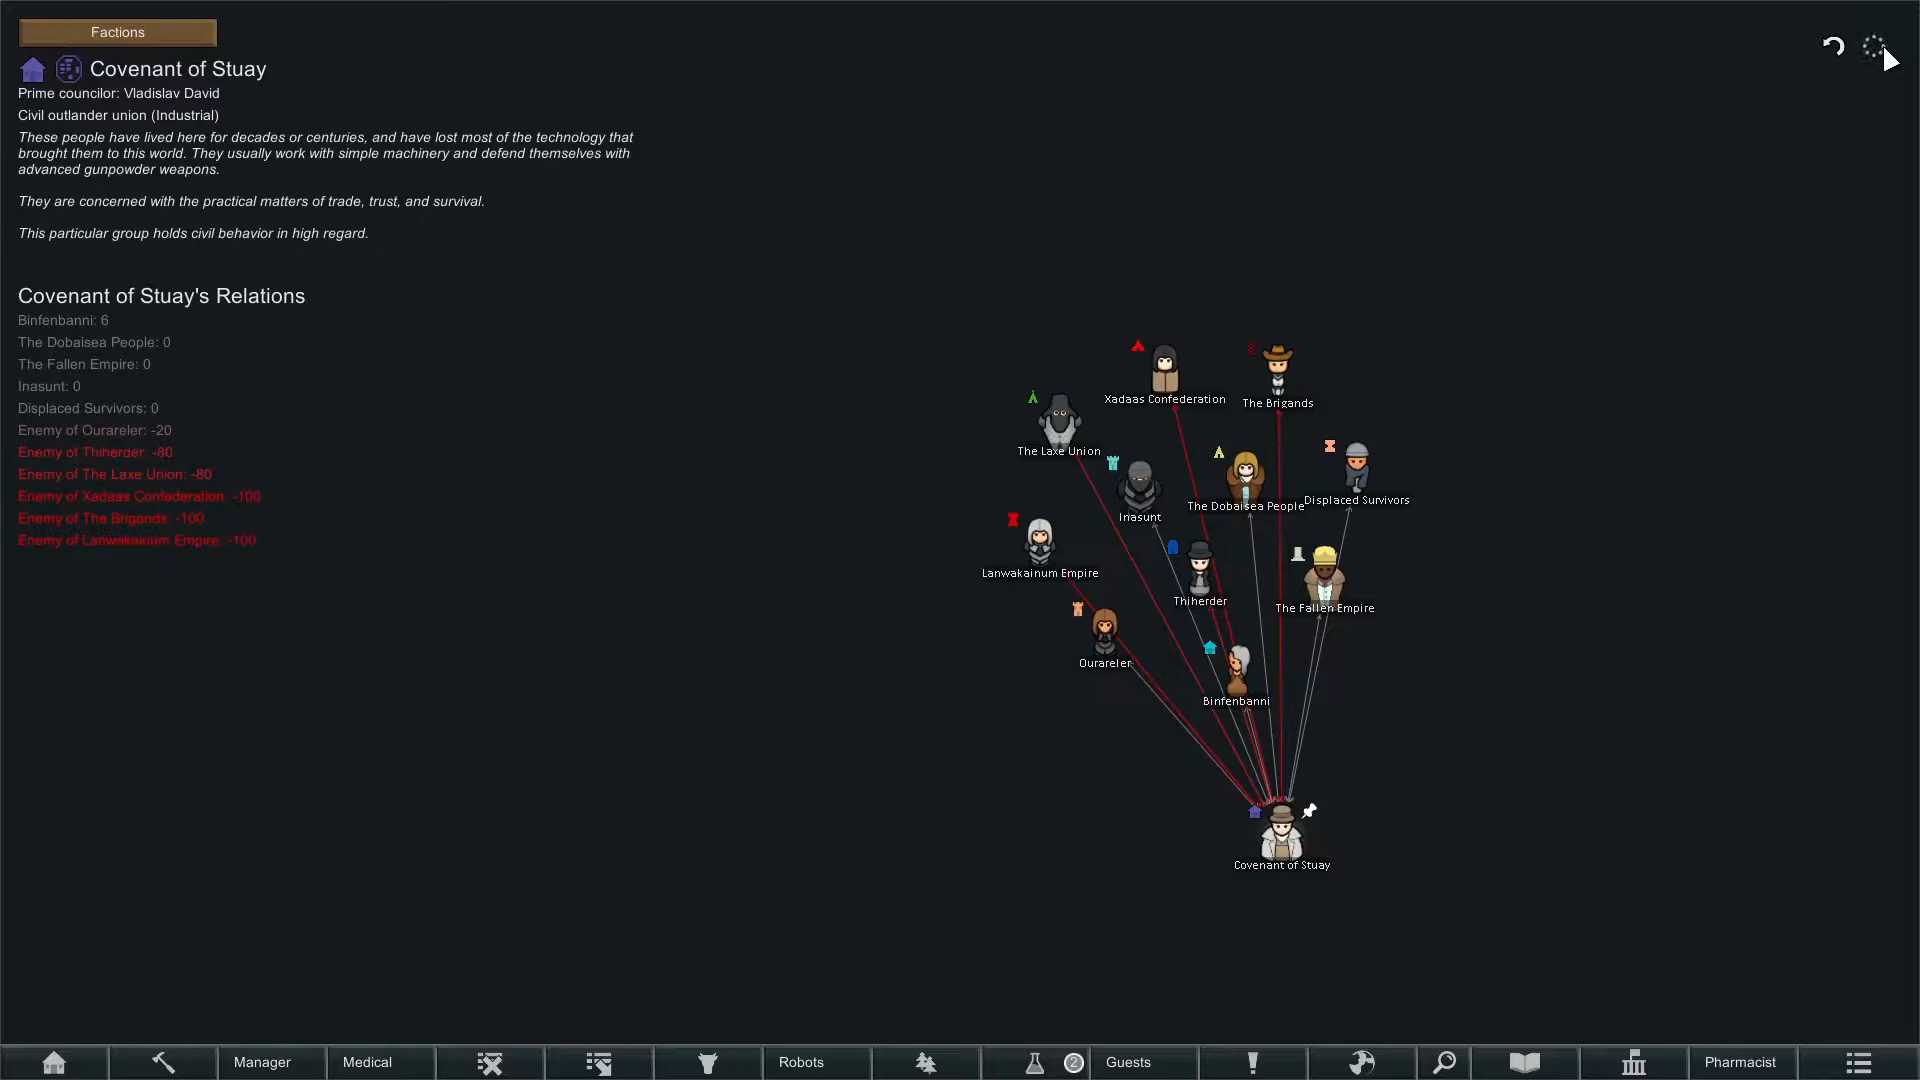 Factions
Covenant of Stuay
Prime councilor: Vladislav David
Civil outlander union (Industrial)
These people have lived here for decades or centuries, and have lost most of the technology that
brought them to this world. They usually work with simple machinery and defend themselves with
advanced gunpowder weapons.
They are concerned with the practical matters of trade, trust, and survival.
This particular group holds civil behavior in high regard.
Covenant of Stuay's Relations
Binfenbanni: 6
The Dobaisea People: 0
The Fallen Empire: 0
Inasunt: 0
Displaced Survivors: 0
Enemy of Ourareler: -20
Enemy of Thiherder: -80
Enemy of The Laxe Union: -80
Enemy of Xadaas Confederation: -100
Enemy of The Brigands: -100
Enemy of Lanwakainum Empire: -100
Xadaas Confederation
The Brigands
The Laxe Union
Displaced Survivors
The Dobaisea People
Inasunt
Lanwakainum Empire
Thiherder
The Fallen Empire
Ourareler
Binfenbanni
Covenant of Stuay
Manager
Medical
Robots
2
Guests
Pharmacist